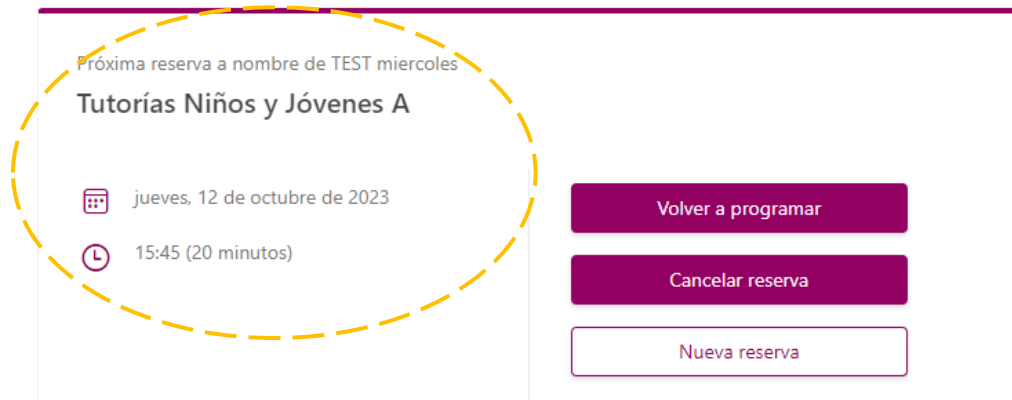 Próxima reserva a nombre de TEST miercoles
Tutorías Niños y Jóvenes A
jueves, 12 de octubre de 2023
15:45 (20 minutos)
Volver a programar
Cancelar reserva
Nueva reserva